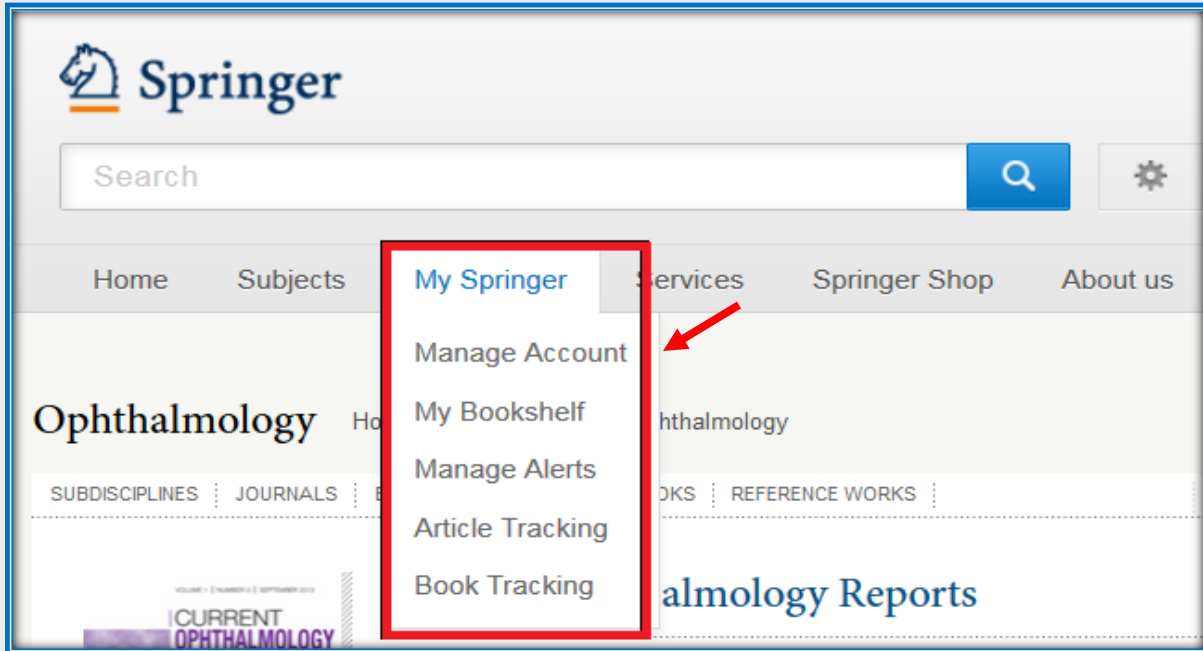 Springer
Search
Home Subjects My Springer Services Springer Shop About us
Manage Account
My Bookshelf
Manage Alerts
Article Tracking
Book Tracking
Ophthalmology
SUBDISCIPLINES JOURNALS REFERENCE WORKS
CURRENT
OPHTHALMOLOGY
Reports